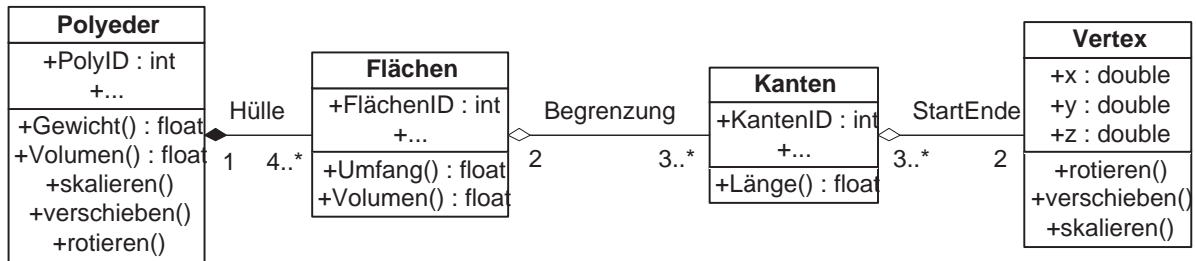 Polyeder
+PolyID : int
+...
+Gewicht() : float
+Volumen() : float
+skalieren()
+verschieben()
+rotieren()
Hülle
1
4..*
Flächen
+FlächenID : int
+...
+Umfang() : float
+Volumen() : float
Begrenzung
2
3..*
Kanten
+KantenID : int
+...
+Länge() : float
StartEnde
3..*
2
Vertex
+x : double
+y : double
+z : double
+rotieren()
+verschieben()
+skalieren()